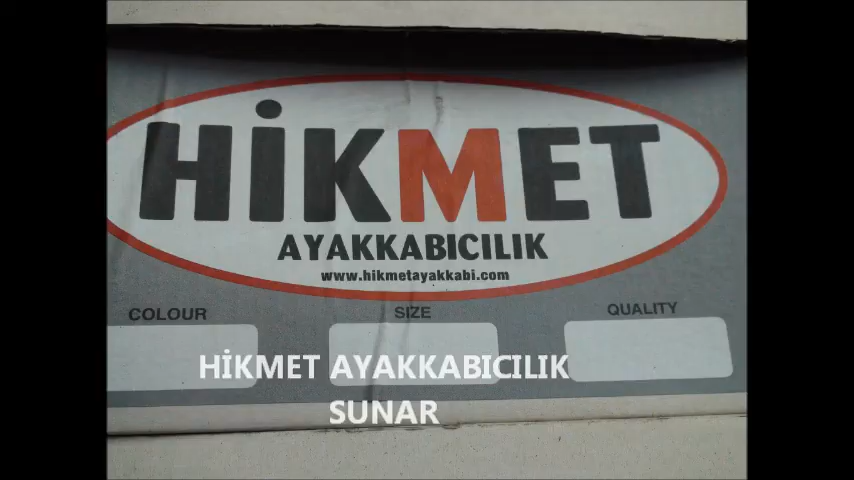 HİKMET
AYAKKABICILIK
www.hikmetayakkabi.com
COLOUR SIZE QUALITY
HİKMET AYAKKABICILIK
SUNAR